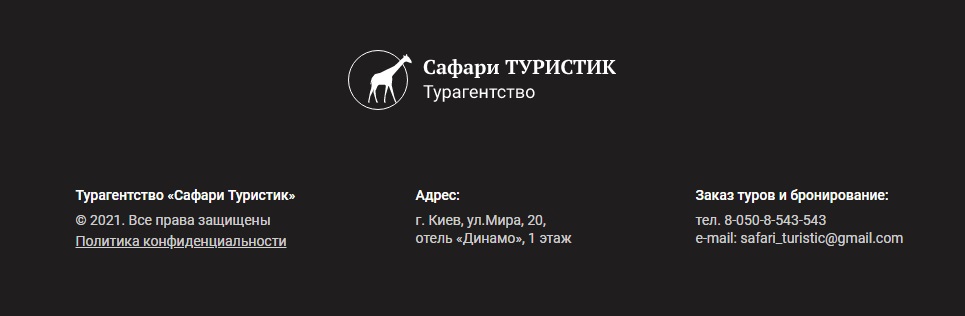 Сафари ТУРИСТИК
Турагентство
Турагентство «Сафари Туристик»
© 2021. Все права защищены
Политика конфиденциальности
Адрес:
г. Киев, ул.Мира, 20,
отель «Динамо», 1 этаж
Заказ туров и бронирование:
тел. 8-050-8-543-543
e-mail: safari_turistic@gmail.com